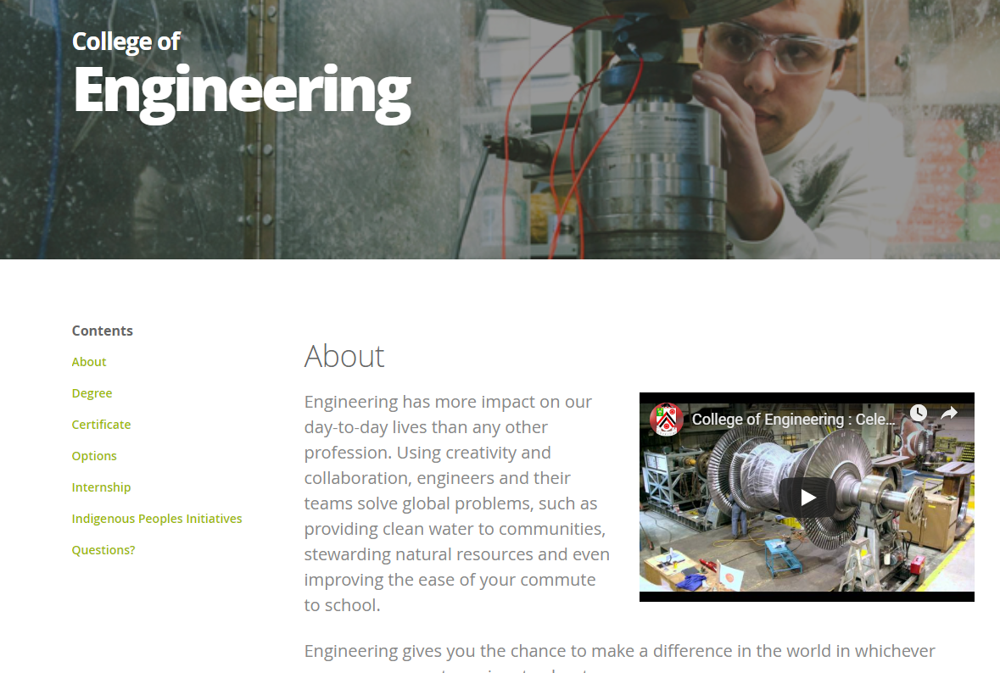 College of
Engineering
Contents
About
Degree
Certificate
Options
Internship
Indigenous Peoples Initiatives
Questions?
About
Engineering has more impact on our
day-to-day lives than any other
profession. Using creativity and
collaboration, engineers and their
teams solve global problems, such as
providing clean water to communities,
stewarding natural resources and even
improving the ease of your commute
to school.
College of Engineering : Cele...
Engineering gives you the chance to make a difference in the world in whichever